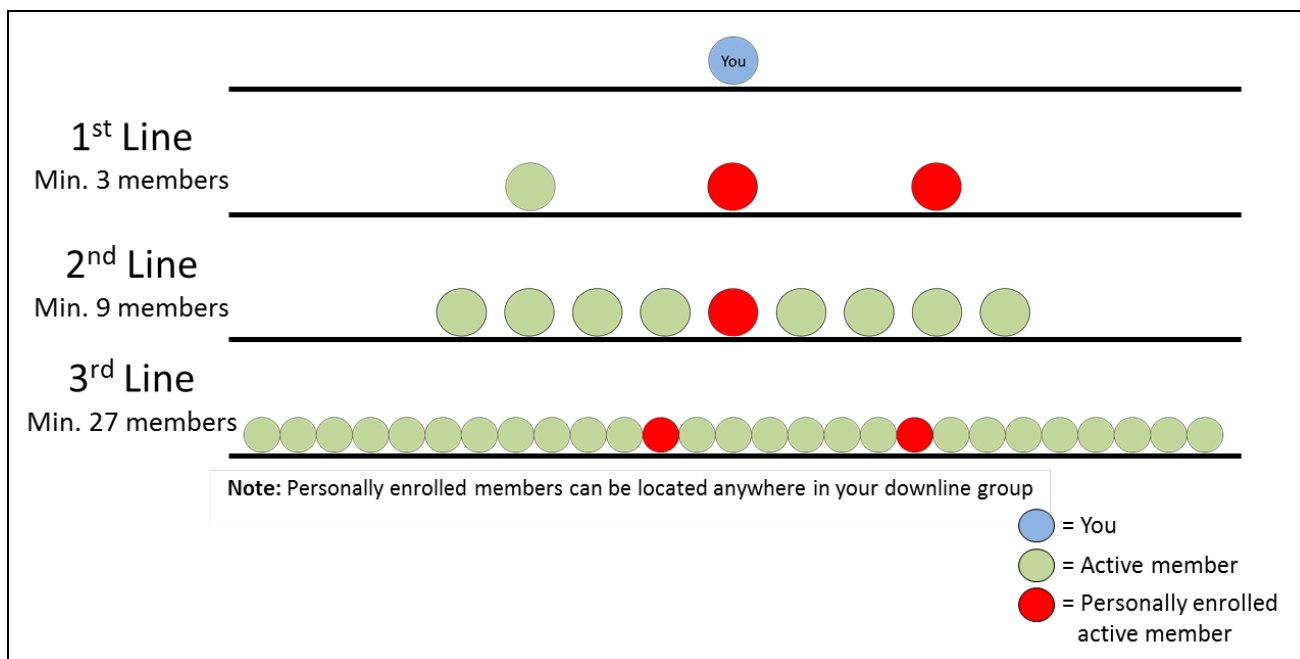 You
1st Line
Min. 3 members
2nd Line
Min. 9 members
3rd Line
Min. 27 members
Note: Personally enrolled members can be located anywhere in your downline group
= You
= Active member
= Personally enrolled
active member